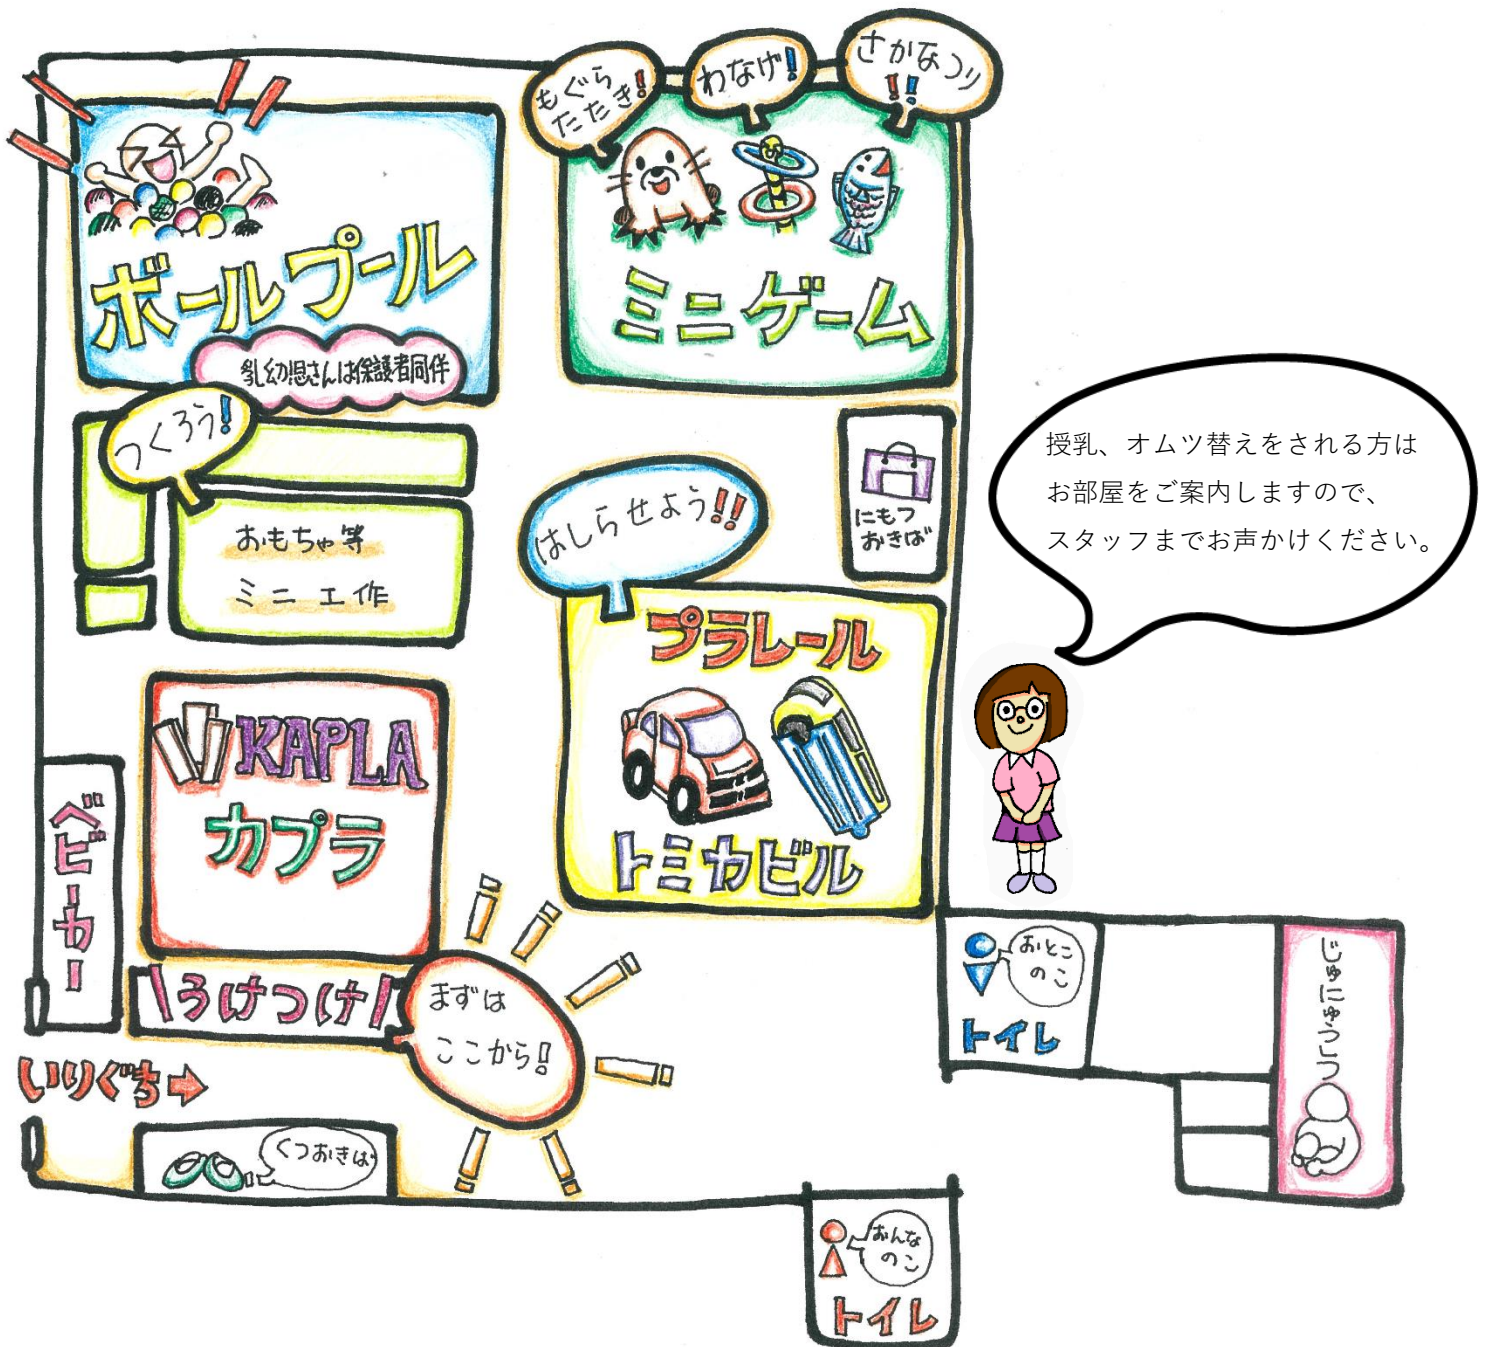 もぐら
たたき!
わなげ!
さかなつり
!!
ボールプール
乳幼児さんは保護者同伴
ミニゲーム
つくろう!
おもちゃ等
ミニ工作
はしらせよう!!
にもつ
おきば
授乳、オムツ替えをされる方は
お部屋をご案内しますので、
スタッフまでお声かけください。
プラレール
トミカビル
KAPLA
カプラ
ベビーカー
\うけつけ/
まずは
ここから!!
いりぐち→
くつおきば
おとこ
のこ
トイレ
じゅにゅうしつ
おんな
のこ
トイレ